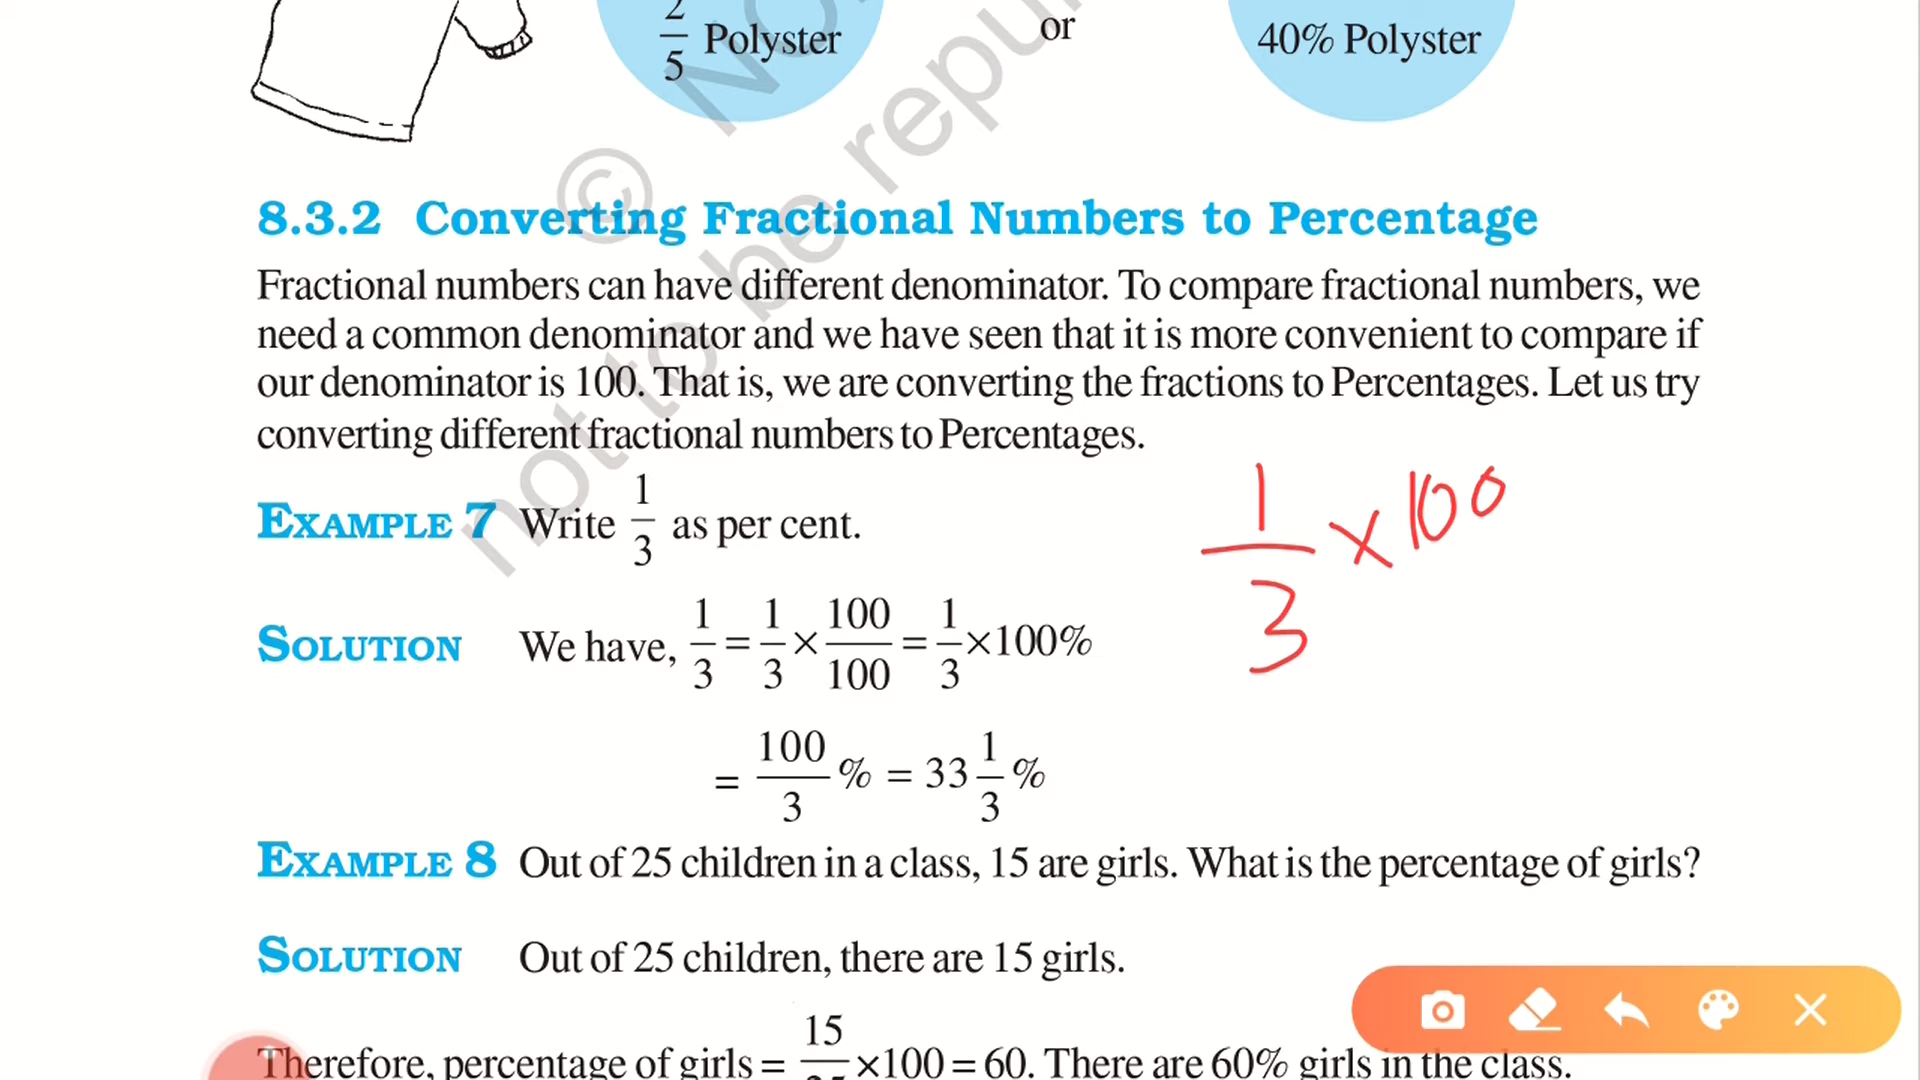 2/5 Polyster or 40% Polyster
8.3.2 Converting Fractional Numbers to Percentage
Fractional numbers can have different denominator. To compare fractional numbers, we
need a common denominator and we have seen that it is more convenient to compare if
our denominator is 100. That is, we are converting the fractions to Percentages. Let us try
converting different fractional numbers to Percentages.
EXAMPLE 7 Write 1/3 as per cent.
1/3 × 100
SOLUTION We have, 1/3 = 1/3 × 100/100 = 1/3 × 100%
= 100/3 % = 33 1/3 %
EXAMPLE 8 Out of 25 children in a class, 15 are girls. What is the percentage of girls?
SOLUTION Out of 25 children, there are 15 girls.
Therefore, percentage of girls = 15/25 ×100 = 60. There are 60% girls in the class.
© not to be